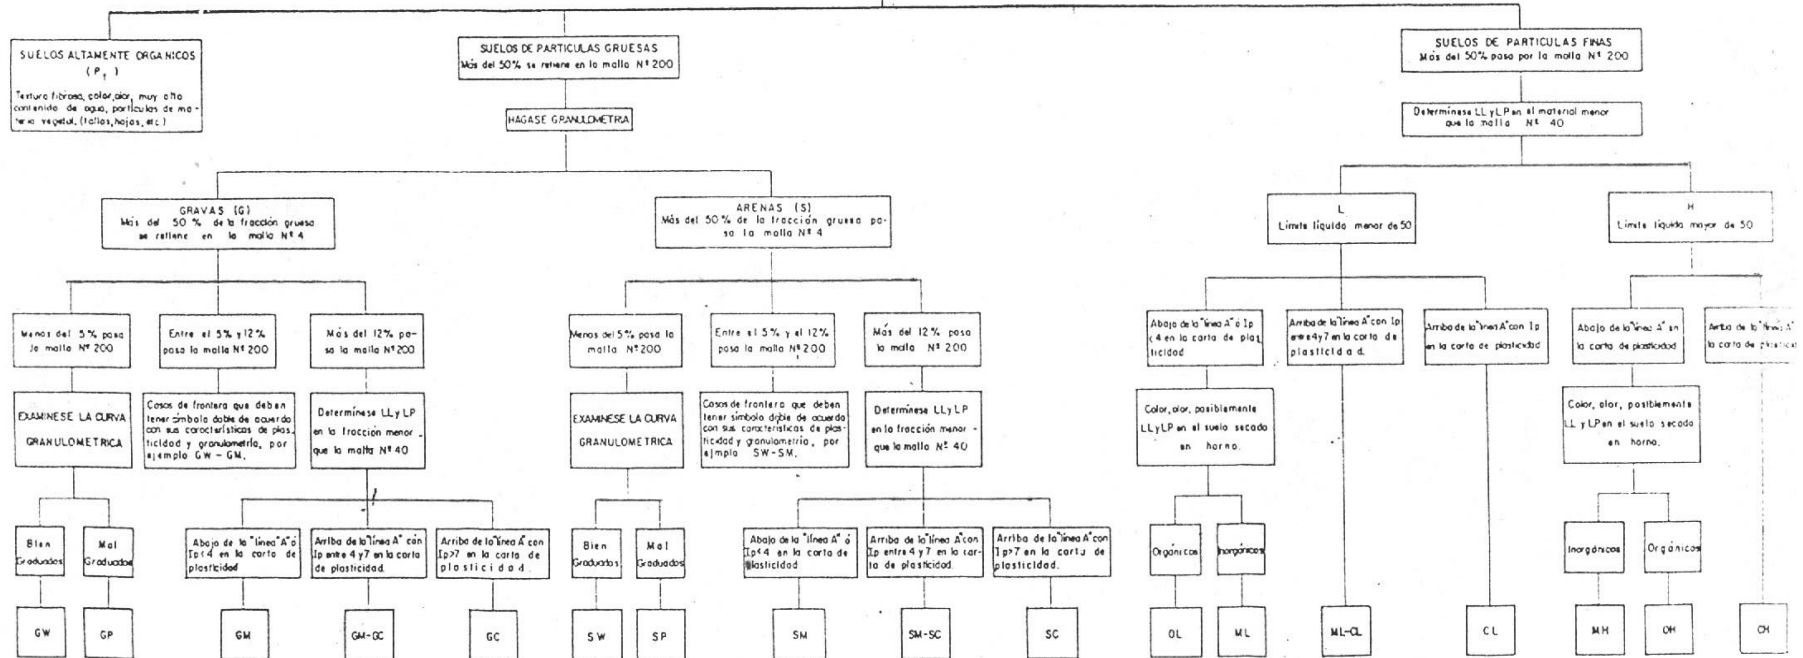 SUELOS ALTAMENTE ORGANICOS
( P t )
Textura fibrosa, color, olor, muy alto
contenido de agua, partículas de ma-
teria vegetal, (tallos, hojas, etc.)
SUELOS DE PARTICULAS GRUESAS
Más del 50% se retiene en la malla Nº 200
HAGASE GRANULOMETRIA
SUELOS DE PARTICULAS FINAS
Más del 50% pasa por la malla Nº 200
Determínese LL y LP en el material menor
que la malla Nº 40
GRAVAS (G)
Más del 50 % de la fracción gruesa
se retiene en la malla Nº 4
ARENAS (S)
Más del 50% de la fracción gruesa pa-
sa la malla Nº 4
L
Límite líquido menor de 50
H
Límite líquido mayor de 50
Menos del 5% pasa
la malla Nº 200
Entre el 5% y 12%
pasa la malla Nº 200
Más del 12% pa-
sa la malla Nº 200
Menos del 5% pasa la
malla Nº 200
Entre el 5% y el 12%
pasa la malla Nº 200
Más del 12% pasa
la malla Nº 200
Abajo de la "línea A" ó Ip
<4 en la carta de plas
ticidad
Arriba de la "línea A" con Ip
entre 4 y 7 en la carta de
plasticidad.
Arriba de la "línea A" con Ip
en la carta de plasticidad
Abajo de la "línea A" en
la carta de plasticidad
Arriba de la "línea A"
la carta de plasticid
EXAMINESE LA CURVA
GRANULOMETRICA
Casos de frontera que deben
tener símbolo doble de acuerdo
con sus características de plas_
ticidad y granulometría, por
ejemplo GW - GM.
Determínese LL y LP
en la fracción menor
que la malla Nº 40
EXAMINESE LA CURVA
GRANULOMETRICA
Casos de frontera que deben
tener símbolo doble de acuerdo
con sus características de plas-
ticidad y granulometría, por
ejmplo SW-SM.
Determínese LL y LP
en la fracción menor -
que la malla Nº 40
Color, olor, posiblemente
LL y LP en el suelo secado
en horno.
Color, olor, posiblemente
LL y LP en el suelo secado
en horno.
Bien
Graduados
Mal
Graduados
Abajo de la "línea "A" ó
Ip<4 en la carta de
plasticidad
Arriba de la "línea A" con
Ip entre 4 y 7 en la carta
de plasticidad.
Arriba de la "línea A" con
Ip>7 en la carta de
plasticidad.
Bien
Graduados
Mal
Graduados
Abajo de la "línea A" ó
Ip<4 en la carta de
plasticidad
Arriba de la "línea A" con
Ip entre 4 y 7 en la car-
ta de plasticidad.
Arriba de la "línea A" con
Ip>7 en la carta de
plasticidad.
Orgánicos
Inorgánicos
Inorgánicos
Orgánicos
GW
GP
GM
GM-GC
GC
SW
SP
SM
SM-SC
SC
OL
ML
ML-CL
CL
MH
OH
CH